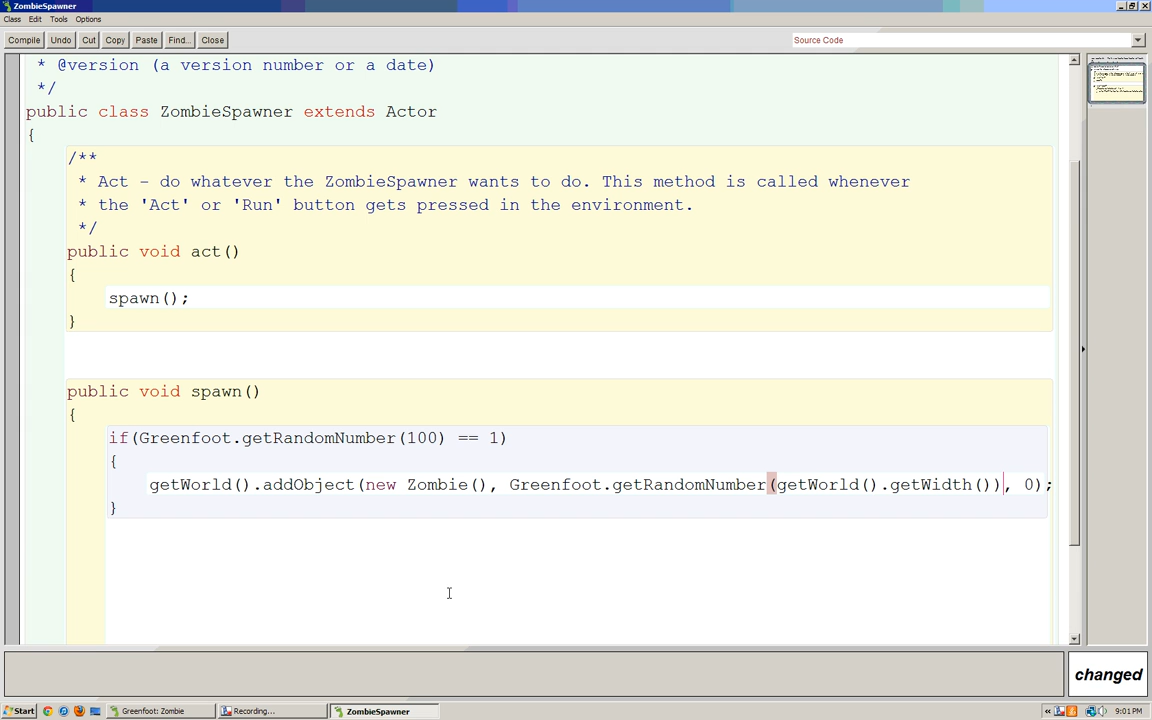 ZombieSpawner
Class Edit Tools Options
Compile Undo Cut Copy Paste Find... Close Source Code
* @version (a version number or a date)
*/
public class ZombieSpawner extends Actor
{
/**
* Act - do whatever the ZombieSpawner wants to do. This method is called whenever
* the 'Act' or 'Run' button gets pressed in the environment.
*/
public void act()
{
spawn();
}
public void spawn()
{
if(Greenfoot.getRandomNumber(100) == 1)
{
getWorld().addObject(new Zombie(), Greenfoot.getRandomNumber(getWorld().getWidth()), 0);
}
changed
Start Greenfoot: Zombie Recording... ZombieSpawner 9:01 PM